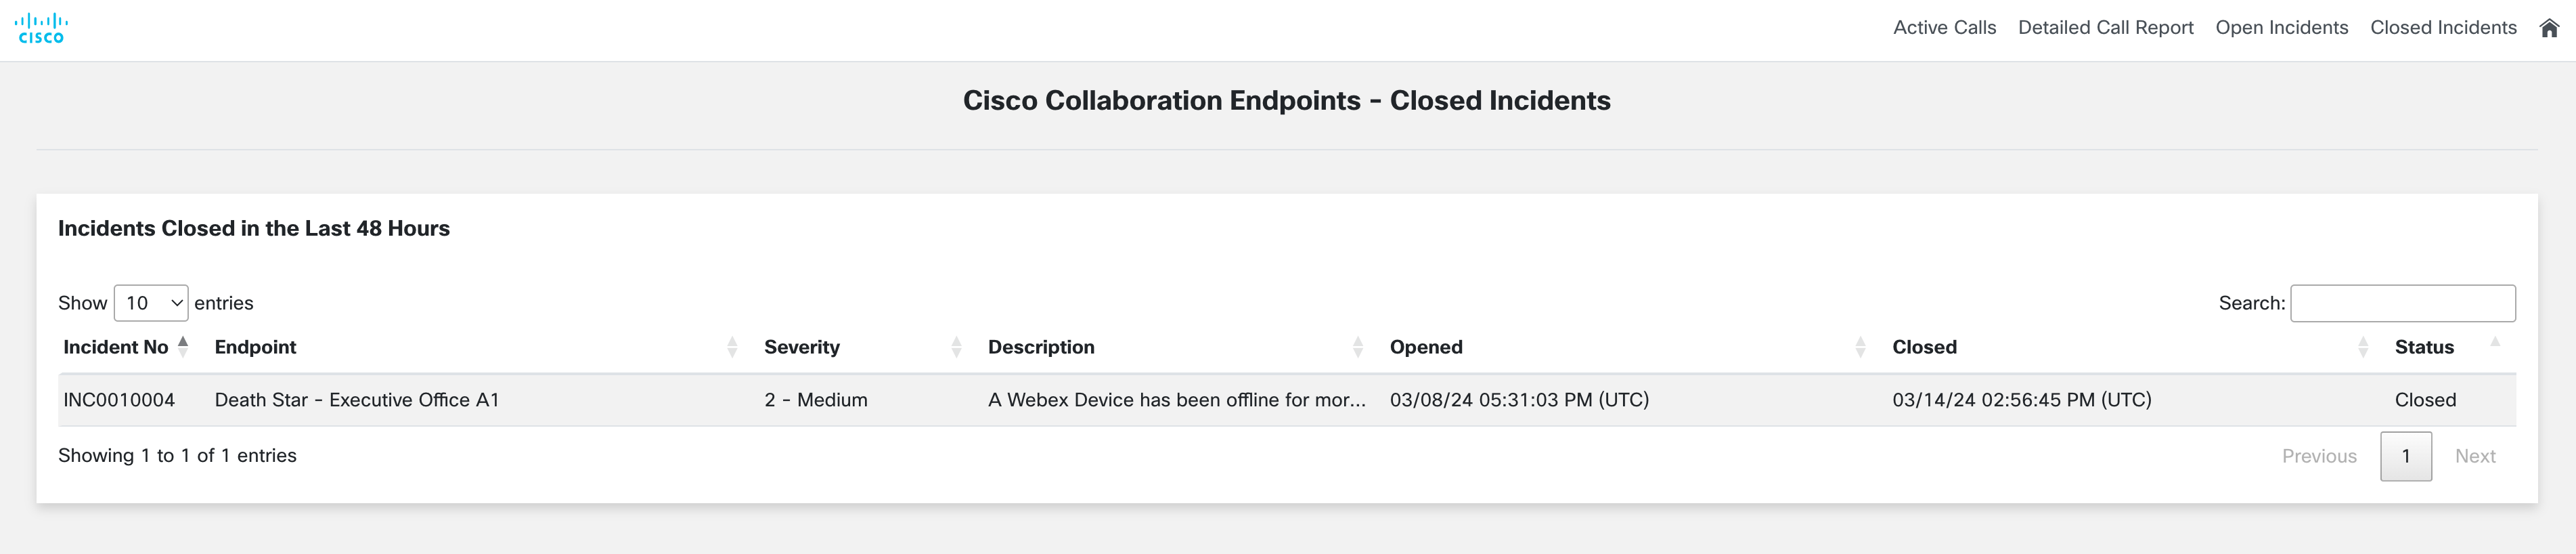 CISCO
Active Calls Detailed Call Report Open Incidents Closed Incidents
Cisco Collaboration Endpoints - Closed Incidents
Incidents Closed in the Last 48 Hours
Show 10 entries Search:
Incident No Endpoint Severity Description Opened Closed Status
INC0010004 Death Star - Executive Office A1 2 - Medium A Webex Device has been offline for mor... 03/08/24 05:31:03 PM (UTC) 03/14/24 02:56:45 PM (UTC) Closed
Showing 1 to 1 of 1 entries Previous 1 Next